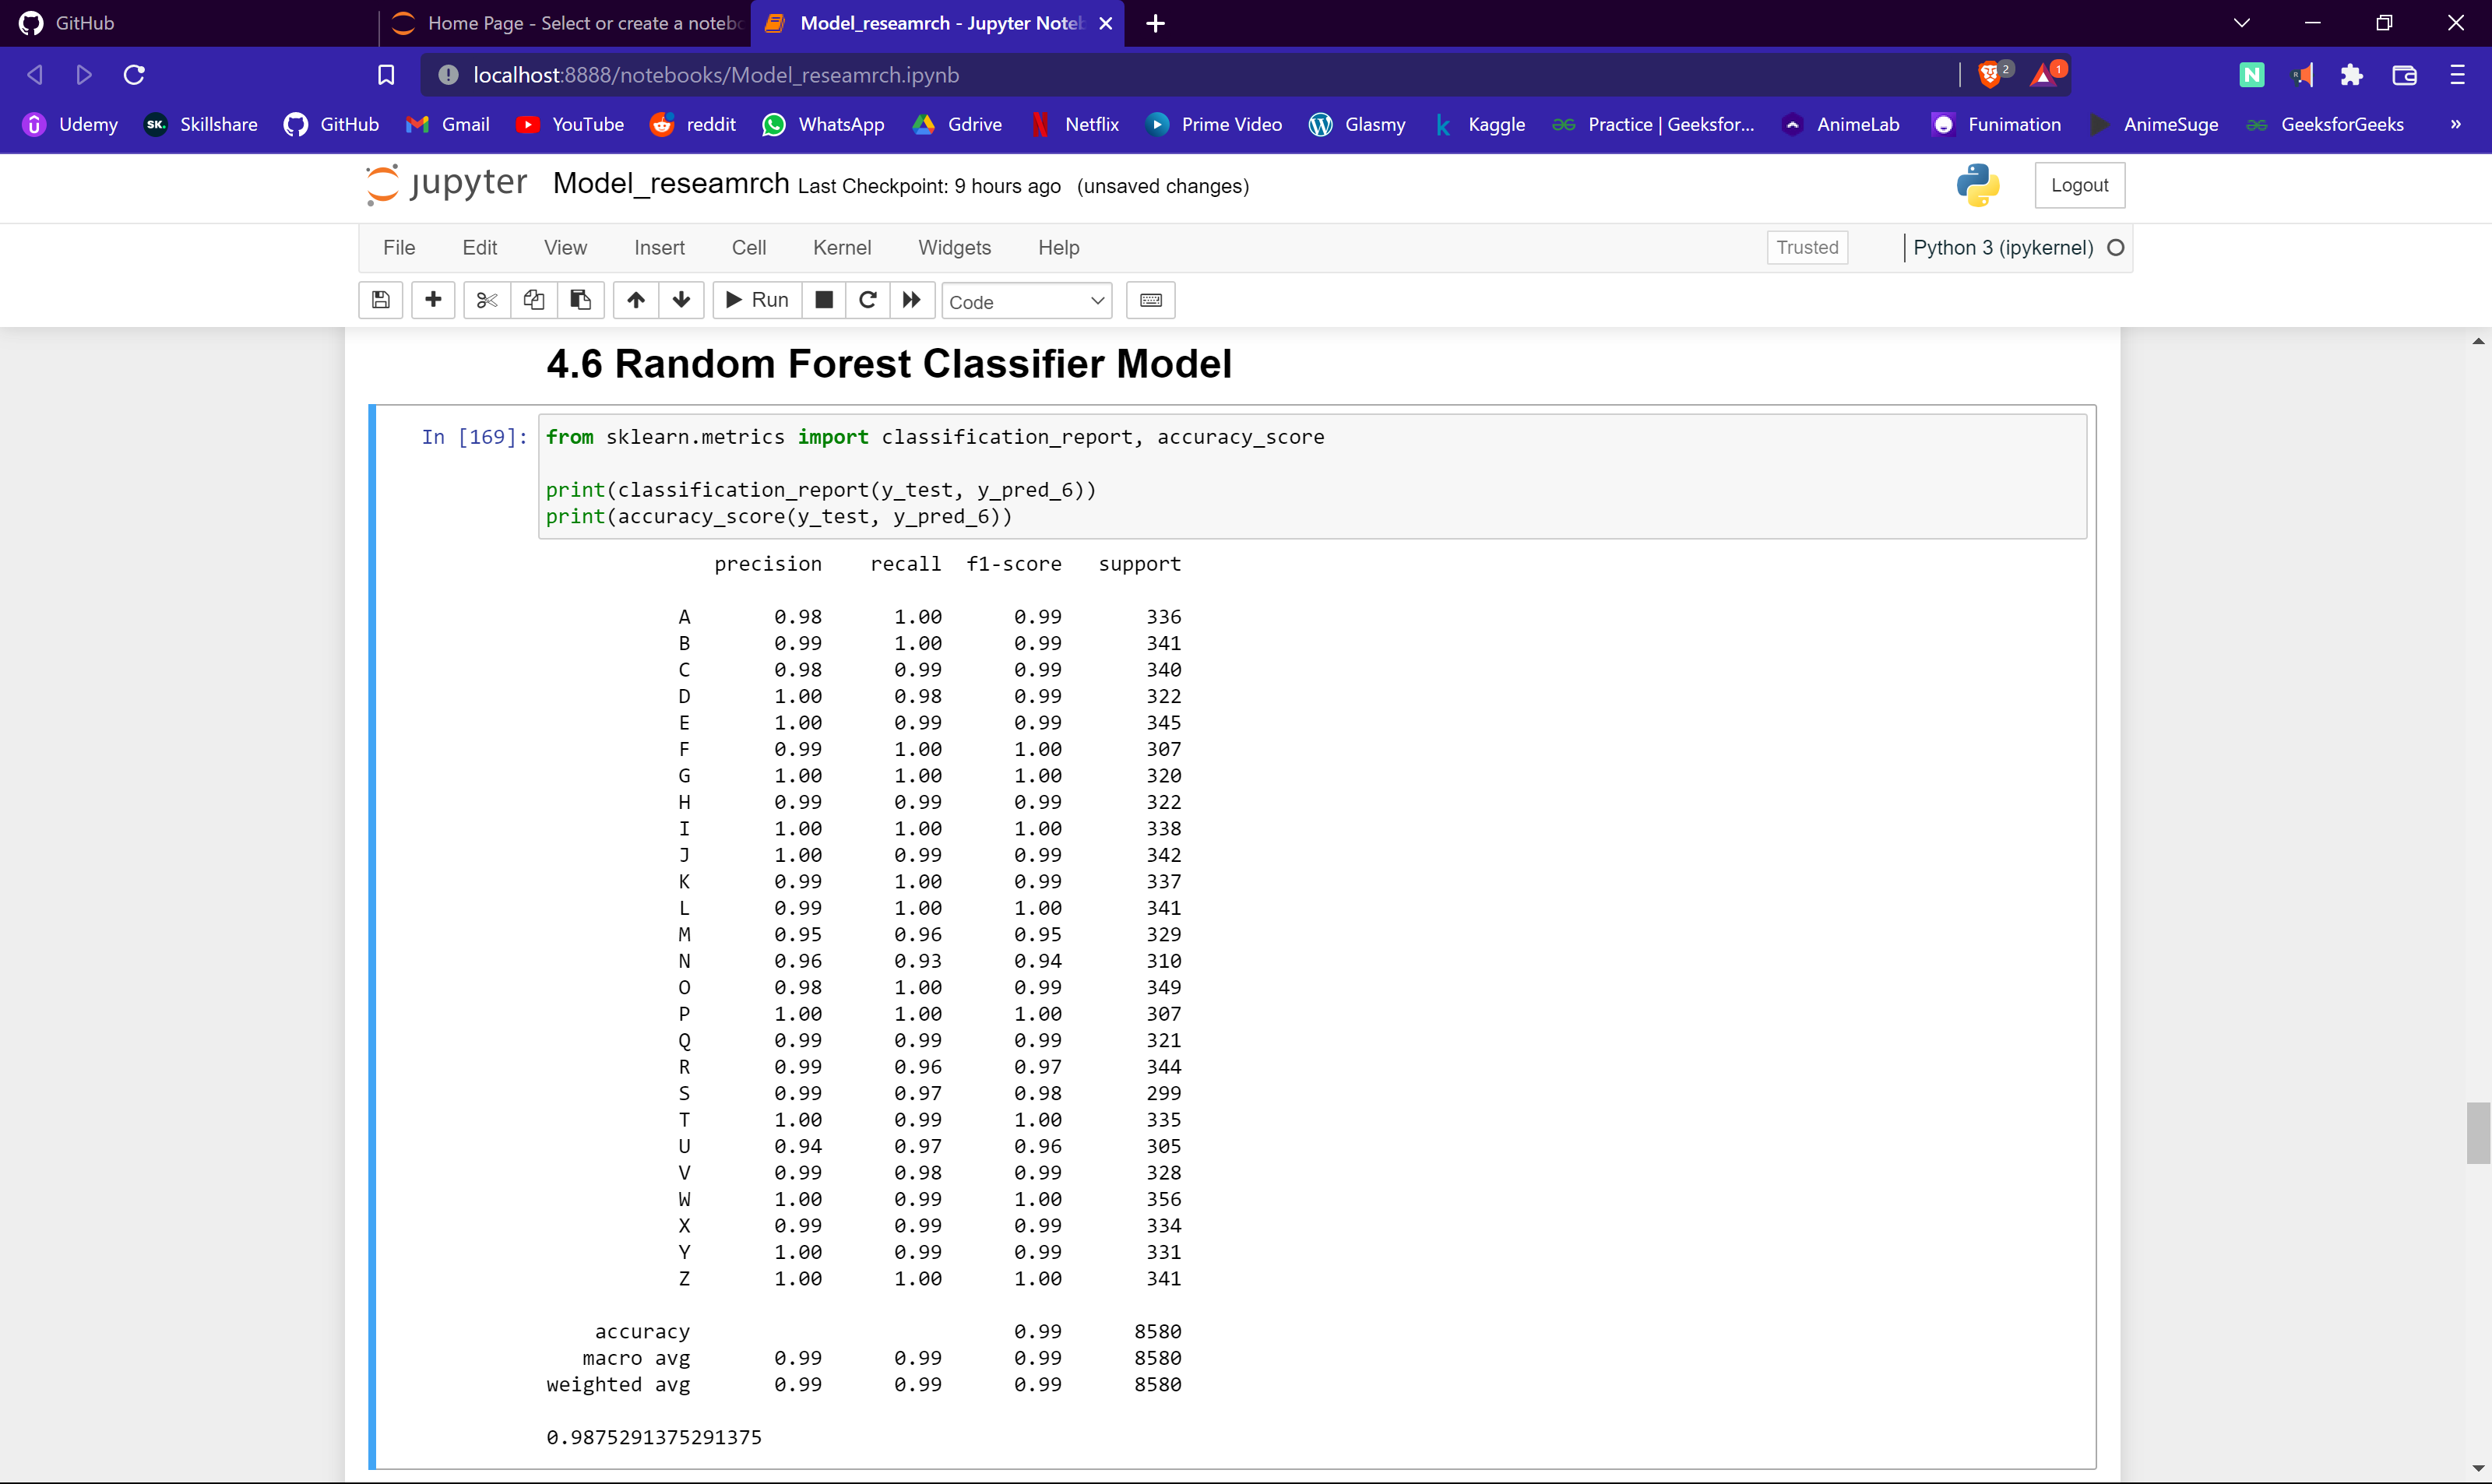 GitHub Home Page - Select or create a notebo Model_reseamrch - Jupyter Noteb
localhost:8888/notebooks/Model_reseamrch.ipynb 2 1 N
Udemy SK. Skillshare GitHub Gmail YouTube reddit WhatsApp Gdrive Netflix Prime Video Glasmy Kaggle Practice | Geeksfor... AnimeLab Funimation AnimeSuge GeeksforGeeks »
jupyter Model_reseamrch Last Checkpoint: 9 hours ago (unsaved changes) Logout
File Edit View Insert Cell Kernel Widgets Help Trusted Python 3 (ipykernel)
Run Code
4.6 Random Forest Classifier Model
In [169]: from sklearn.metrics import classification_report, accuracy_score
print(classification_report(y_test, y_pred_6))
print(accuracy_score(y_test, y_pred_6))
precision recall f1-score support
A 0.98 1.00 0.99 336
B 0.99 1.00 0.99 341
C 0.98 0.99 0.99 340
D 1.00 0.98 0.99 322
E 1.00 0.99 0.99 345
F 0.99 1.00 1.00 307
G 1.00 1.00 1.00 320
H 0.99 0.99 0.99 322
I 1.00 1.00 1.00 338
J 1.00 0.99 0.99 342
K 0.99 1.00 0.99 337
L 0.99 1.00 1.00 341
M 0.95 0.96 0.95 329
N 0.96 0.93 0.94 310
O 0.98 1.00 0.99 349
P 1.00 1.00 1.00 307
Q 0.99 0.99 0.99 321
R 0.99 0.96 0.97 344
S 0.99 0.97 0.98 299
T 1.00 0.99 1.00 335
U 0.94 0.97 0.96 305
V 0.99 0.98 0.99 328
W 1.00 0.99 1.00 356
X 0.99 0.99 0.99 334
Y 1.00 0.99 0.99 331
Z 1.00 1.00 1.00 341
accuracy 0.99 8580
macro avg 0.99 0.99 0.99 8580
weighted avg 0.99 0.99 0.99 8580
0.9875291375291375